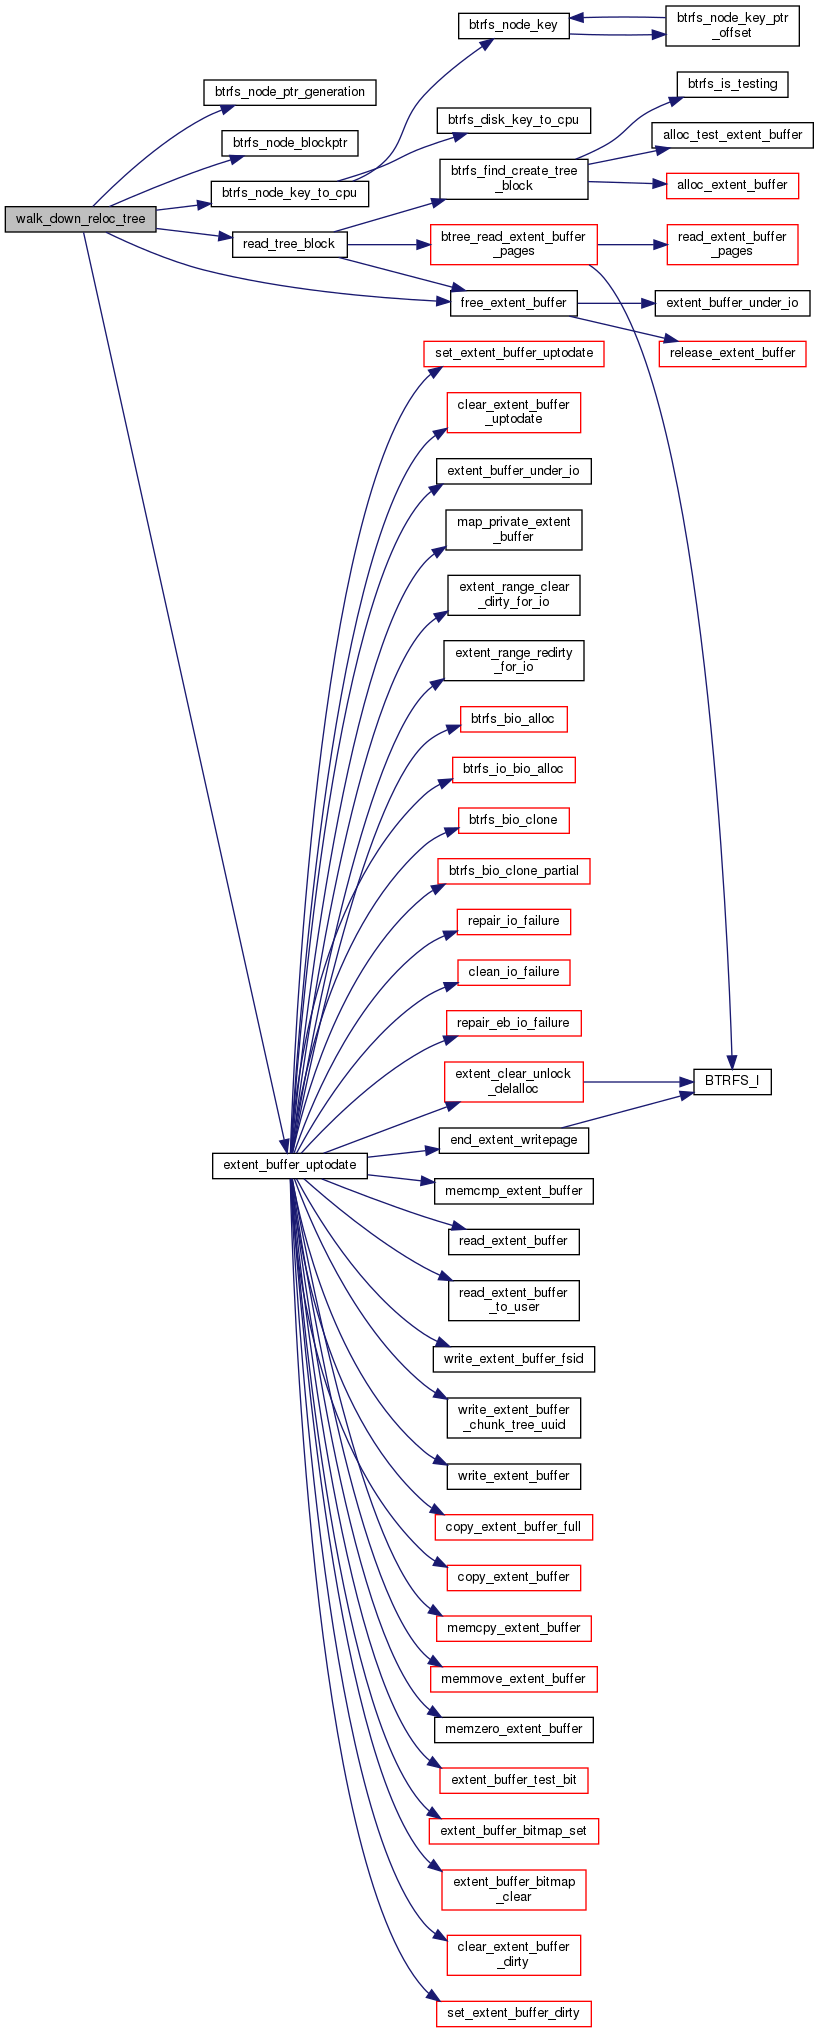 btrfs_node_key
btrfs_node_key_ptr
_offset
btrfs_node_ptr_generation
btrfs_is_testing
btrfs_disk_key_to_cpu
btrfs_node_blockptr
alloc_test_extent_buffer
btrfs_find_create_tree
_block
btrfs_node_key_to_cpu
alloc_extent_buffer
walk_down_reloc_tree
read_tree_block
btree_read_extent_buffer
_pages
read_extent_buffer
_pages
free_extent_buffer
extent_buffer_under_io
set_extent_buffer_uptodate
release_extent_buffer
clear_extent_buffer
_uptodate
extent_buffer_under_io
map_private_extent
_buffer
extent_range_clear
_dirty_for_io
extent_range_redirty
_for_io
btrfs_bio_alloc
btrfs_io_bio_alloc
btrfs_bio_clone
btrfs_bio_clone_partial
repair_io_failure
clean_io_failure
repair_eb_io_failure
extent_clear_unlock
_delalloc
BTRFS_I
end_extent_writepage
extent_buffer_uptodate
memcmp_extent_buffer
read_extent_buffer
read_extent_buffer
_to_user
write_extent_buffer_fsid
write_extent_buffer
_chunk_tree_uuid
write_extent_buffer
copy_extent_buffer_full
copy_extent_buffer
memcpy_extent_buffer
memmove_extent_buffer
memzero_extent_buffer
extent_buffer_test_bit
extent_buffer_bitmap_set
extent_buffer_bitmap
_clear
clear_extent_buffer
_dirty
set_extent_buffer_dirty